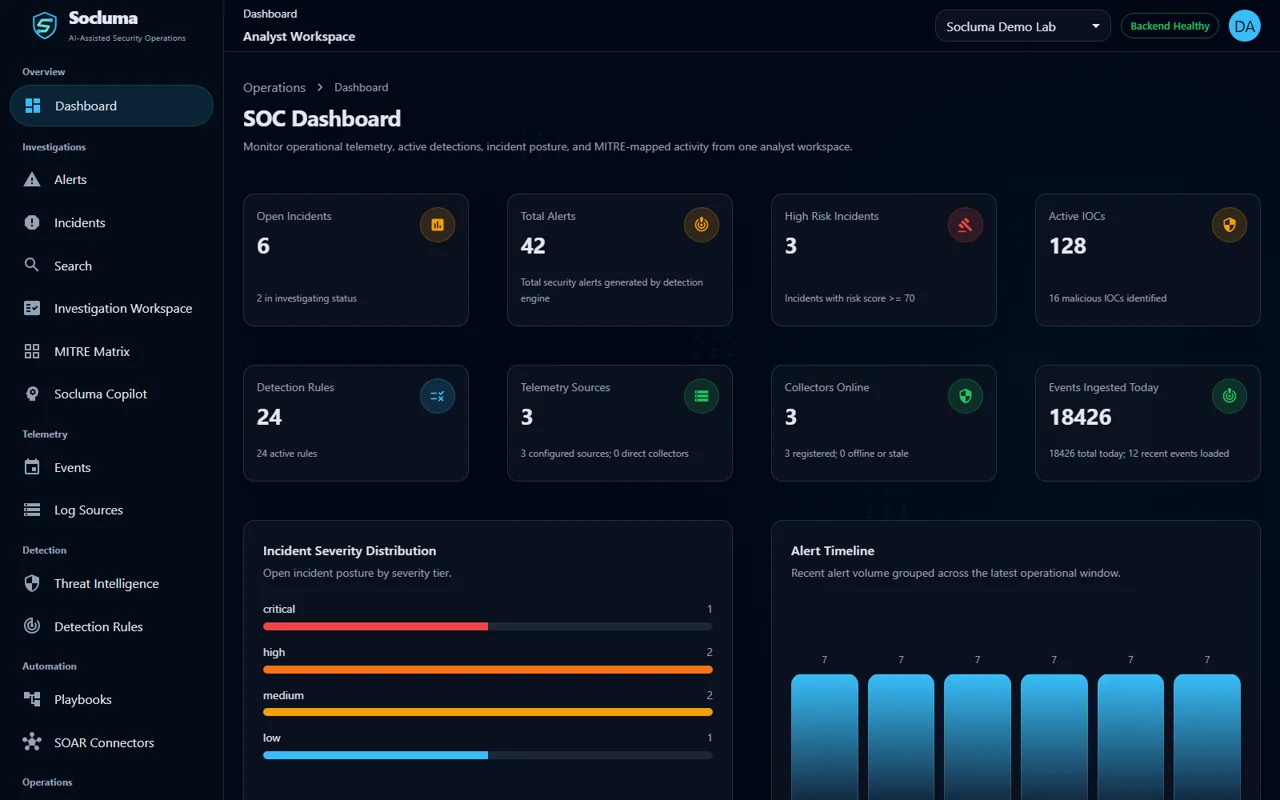 Socluma
AI-Assisted Security Operations
Overview
Dashboard
Investigations
Alerts
Incidents
Search
Investigation Workspace
MITRE Matrix
Socluma Copilot
Telemetry
Events
Log Sources
Detection
Threat Intelligence
Detection Rules
Automation
Playbooks
SOAR Connectors
Operations
Dashboard
Analyst Workspace
Socluma Demo Lab
Backend Healthy
DA
Operations
Dashboard
SOC Dashboard
Monitor operational telemetry, active detections, incident posture, and MITRE-mapped activity from one analyst workspace.
Open Incidents
6
2 in investigating status
Total Alerts
42
Total security alerts generated by detection
engine
High Risk Incidents
3
Incidents with risk score >= 70
Active IOCs
128
16 malicious IOCs identified
Detection Rules
24
24 active rules
Telemetry Sources
3
3 configured sources; 0 direct collectors
Collectors Online
3
3 registered; 0 offline or stale
Events Ingested Today
18426
18426 total today; 12 recent events loaded
Incident Severity Distribution
Open incident posture by severity tier.
critical 1
high 2
medium 2
low 1
Alert Timeline
Recent alert volume grouped across the latest operational window.
7 7 7 7 7 7